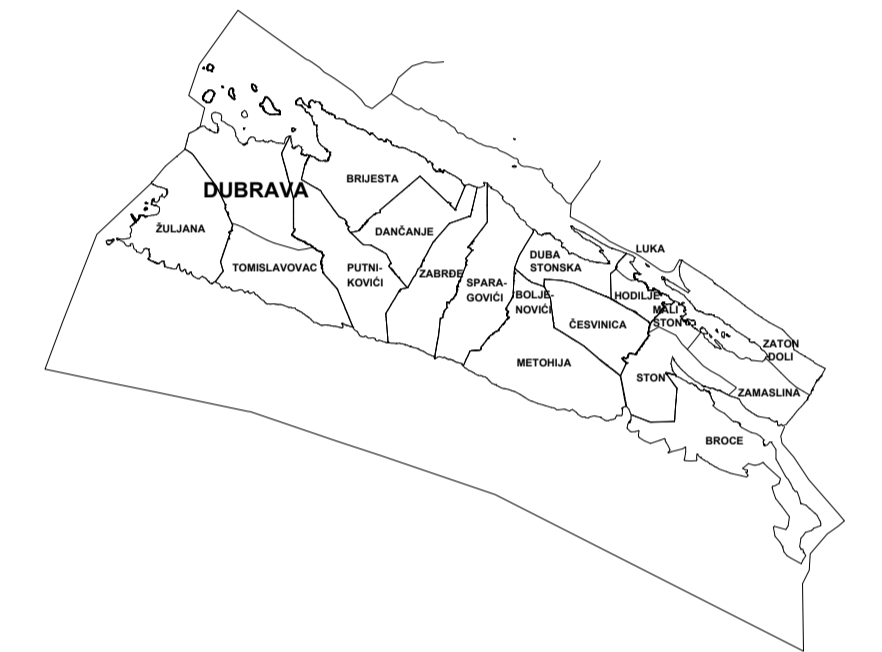 BRIJESTA
DUBRAVA
ŽULJANA
DANČANJE
TOMISLAVOVAC
PUTNI-
KOVIĆI
ZABRĐE
SPARA-
GOVIĆI
DUBA
STONSKA
LUKA
BOLJE-
NOVIĆI
HODILJE
MALI
STON
ČESVINICA
ZATON
DOLI
METOHIJA
STON
ZAMASLINA
BROCE